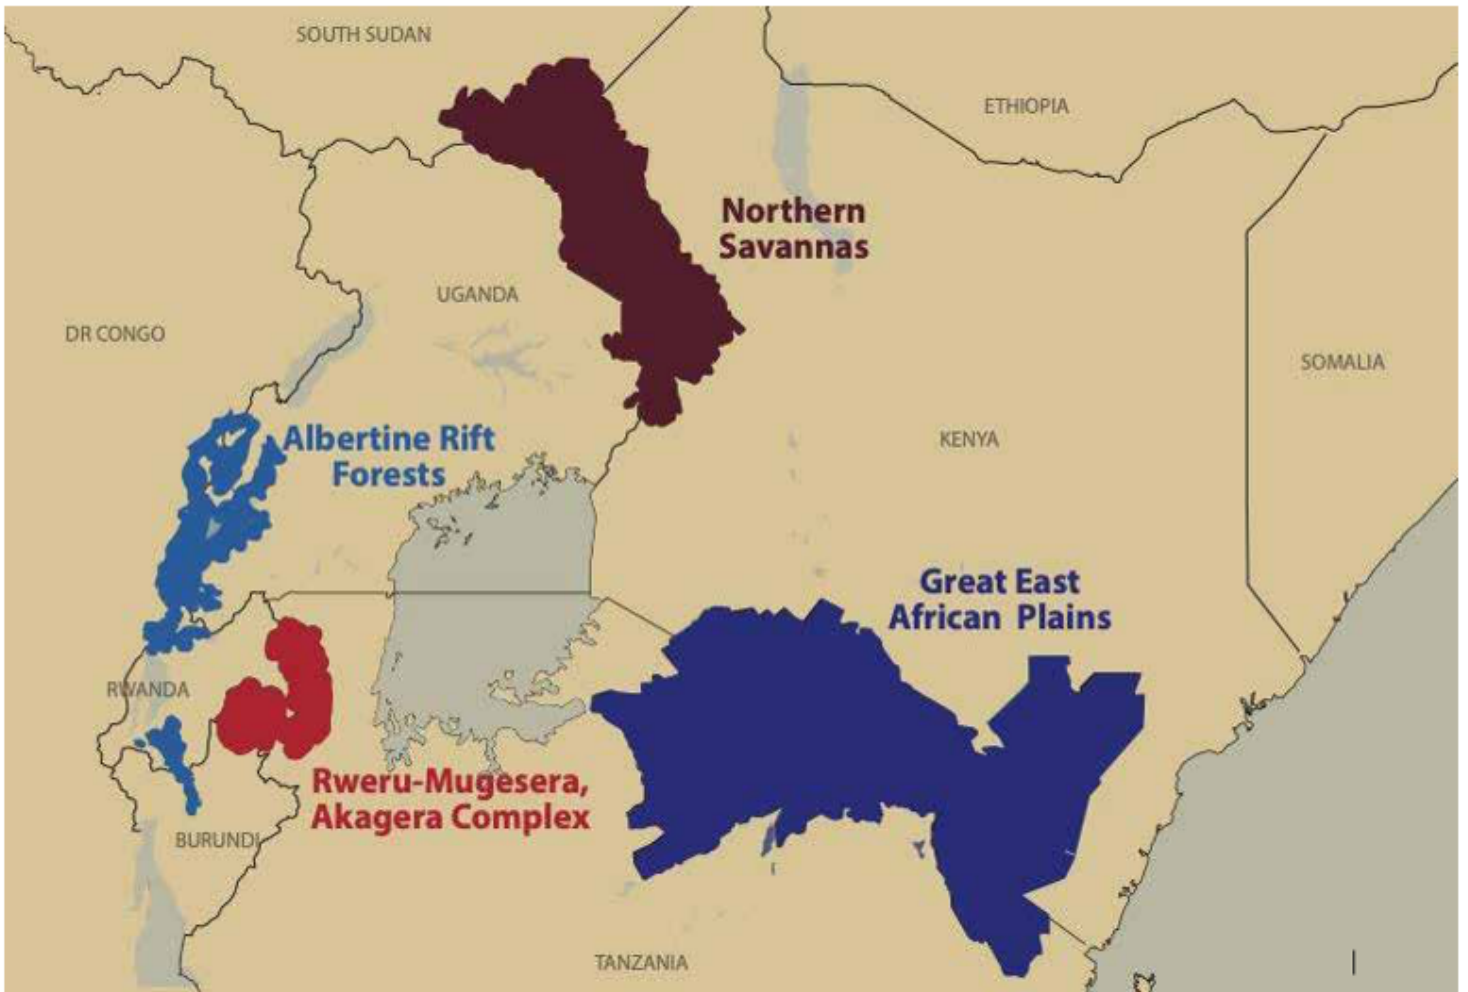 SOUTH SUDAN
ETHIOPIA
Northern
Savannas
UGANDA
DR CONGO
SOMALIA
Albertine Rift
Forests
KENYA
Great East
African Plains
RWANDA
Rweru-Mugesera,
Akagera Complex
BURUNDI
TANZANIA